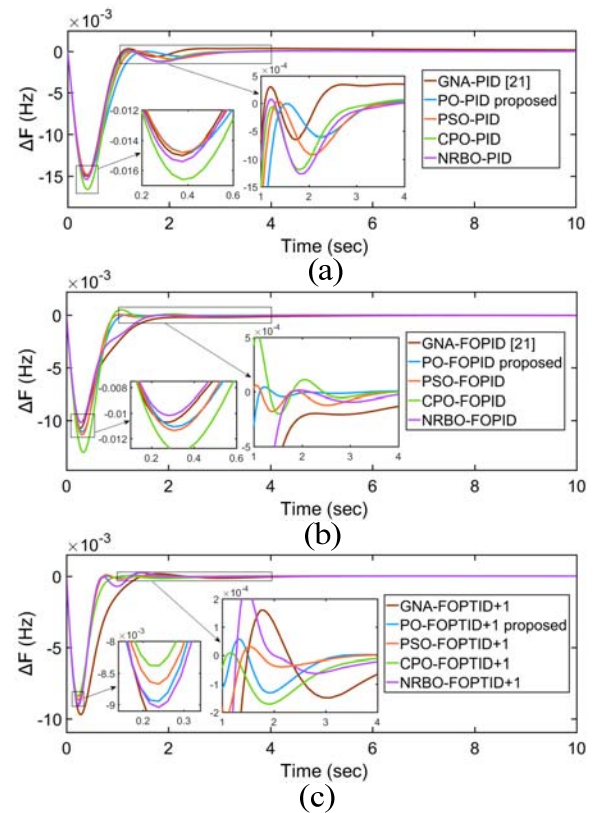 ×10⁻³
0
-5
-10
-15
ΔF (Hz)
0 2 4 6 8 10
Time (sec)
GNA-PID [21]
PO-PID proposed
PSO-PID
CPO-PID
NRBO-PID
-0.012
-0.014
-0.016
0.2 0.4 0.6
×10⁻⁴
5
0
-5
-10
-15
1 2 3 4
(a)
×10⁻³
0
-5
-10
ΔF (Hz)
0 2 4 6 8 10
Time (sec)
GNA-FOPID [21]
PO-FOPID proposed
PSO-FOPID
CPO-FOPID
NRBO-FOPID
-0.008
-0.01
-0.012
0.2 0.4 0.6
×10⁻⁴
5
0
-5
1 2 3 4
(b)
×10⁻³
0
-5
-10
ΔF (Hz)
0 2 4 6 8 10
Time (sec)
GNA-FOPTID+1
PO-FOPTID+1 proposed
PSO-FOPTID+1
CPO-FOPTID+1
NRBO-FOPTID+1
×10⁻³
-8
-8.5
-9
0.2 0.3
×10⁻⁴
2
0
-2
1 2 3 4
(c)